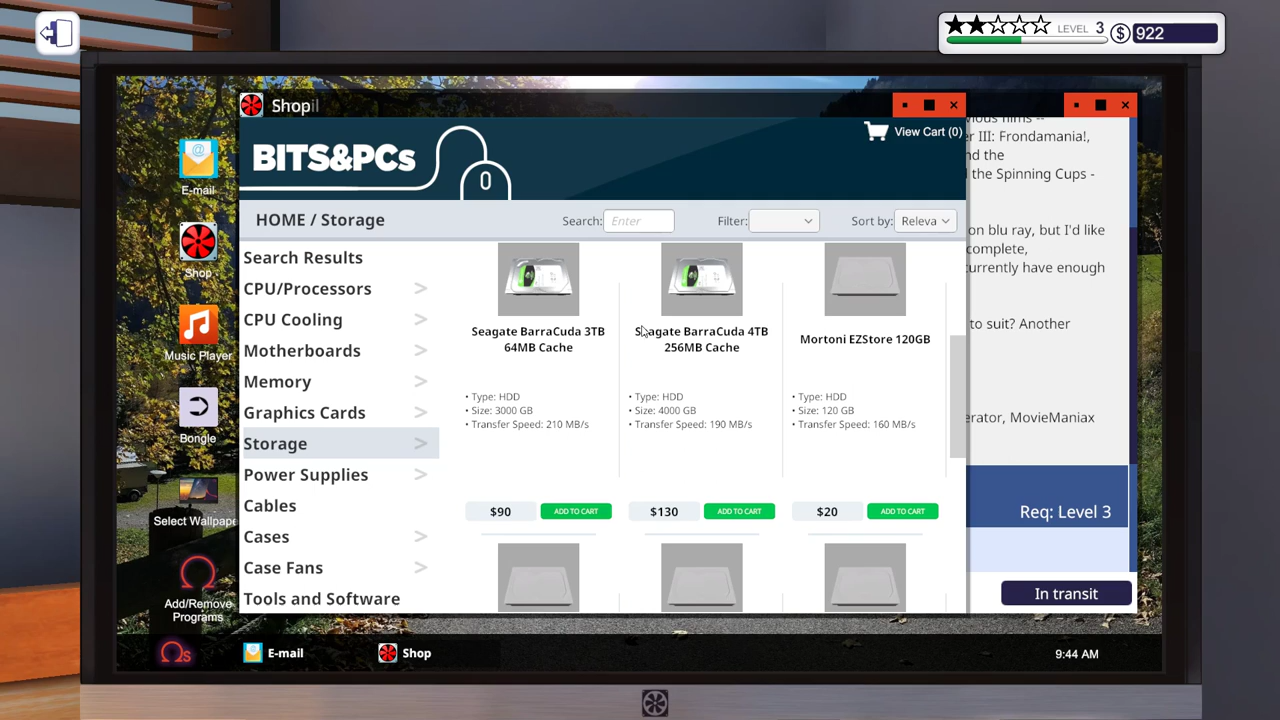 LEVEL 3
$ 922
Shop
BITS&PCs
View Cart (0)
HOME / Storage
Search: Enter
Filter:
Sort by: Releva
Search Results
CPU/Processors >
CPU Cooling >
Motherboards >
Memory >
Graphics Cards >
Storage >
Power Supplies >
Cables
Cases >
Case Fans >
Tools and Software
Seagate BarraCuda 3TB
64MB Cache
• Type: HDD
• Size: 3000 GB
• Transfer Speed: 210 MB/s
$90
ADD TO CART
Seagate BarraCuda 4TB
256MB Cache
• Type: HDD
• Size: 4000 GB
• Transfer Speed: 190 MB/s
$130
ADD TO CART
Mortoni EZStore 120GB
• Type: HDD
• Size: 120 GB
• Transfer Speed: 160 MB/s
$20
ADD TO CART
films --
er III: Frondamania!,
nd the
d the Spinning Cups -
on blu ray, but I'd like
complete,
currently have enough
to suit? Another
erator, MovieManiax
Req: Level 3
In transit
E-mail
Shop
Music Player
Bongle
Select Wallpape
Add/Remove
Programs
Ωs
E-mail
Shop
9:44 AM